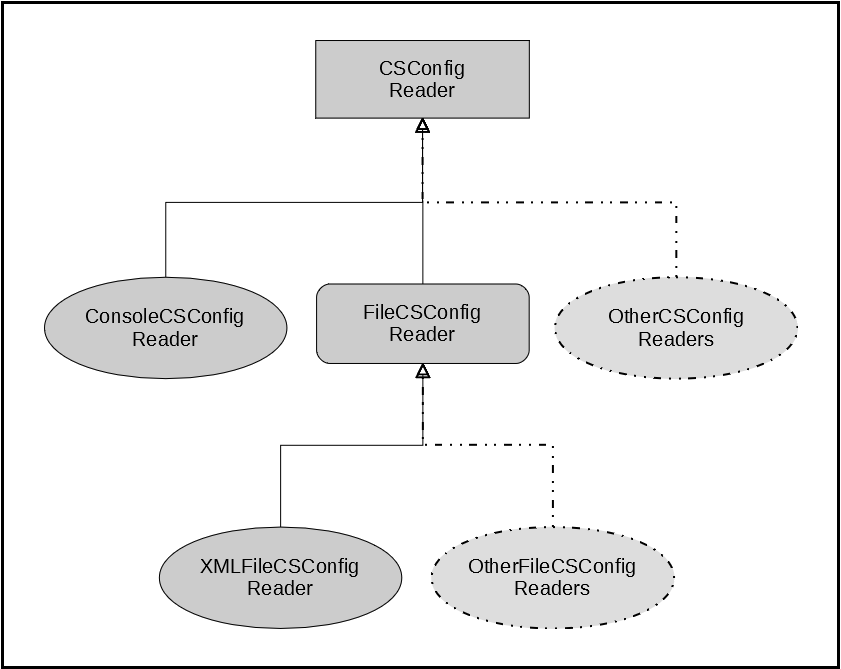 CSConfig
Reader
ConsoleCSConfig
Reader
FileCSConfig
Reader
OtherCSConfig
Readers
XMLFileCSConfig
Reader
OtherFileCSConfig
Readers